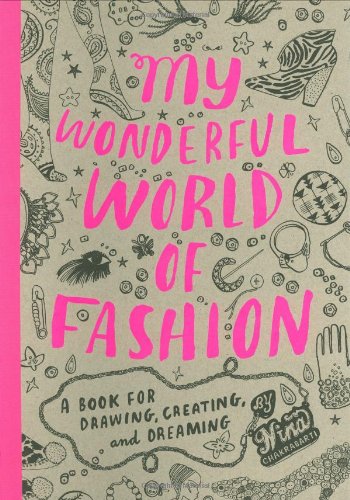 My
WONDERFUL
WORLD
OF
FASHION
A BOOK FOR
DRAWING, CREATING,
and DREAMING
BY
Nina
CHAKRABARTI